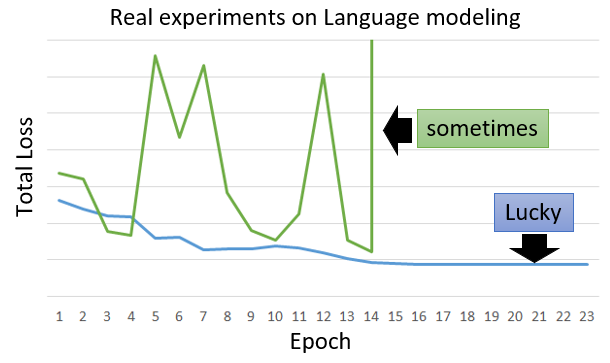 Real experiments on Language modeling
Total Loss
sometimes
Lucky
1 2 3 4 5 6 7 8 9 10 11 12 13 14 15 16 17 18 19 20 21 22 23
Epoch